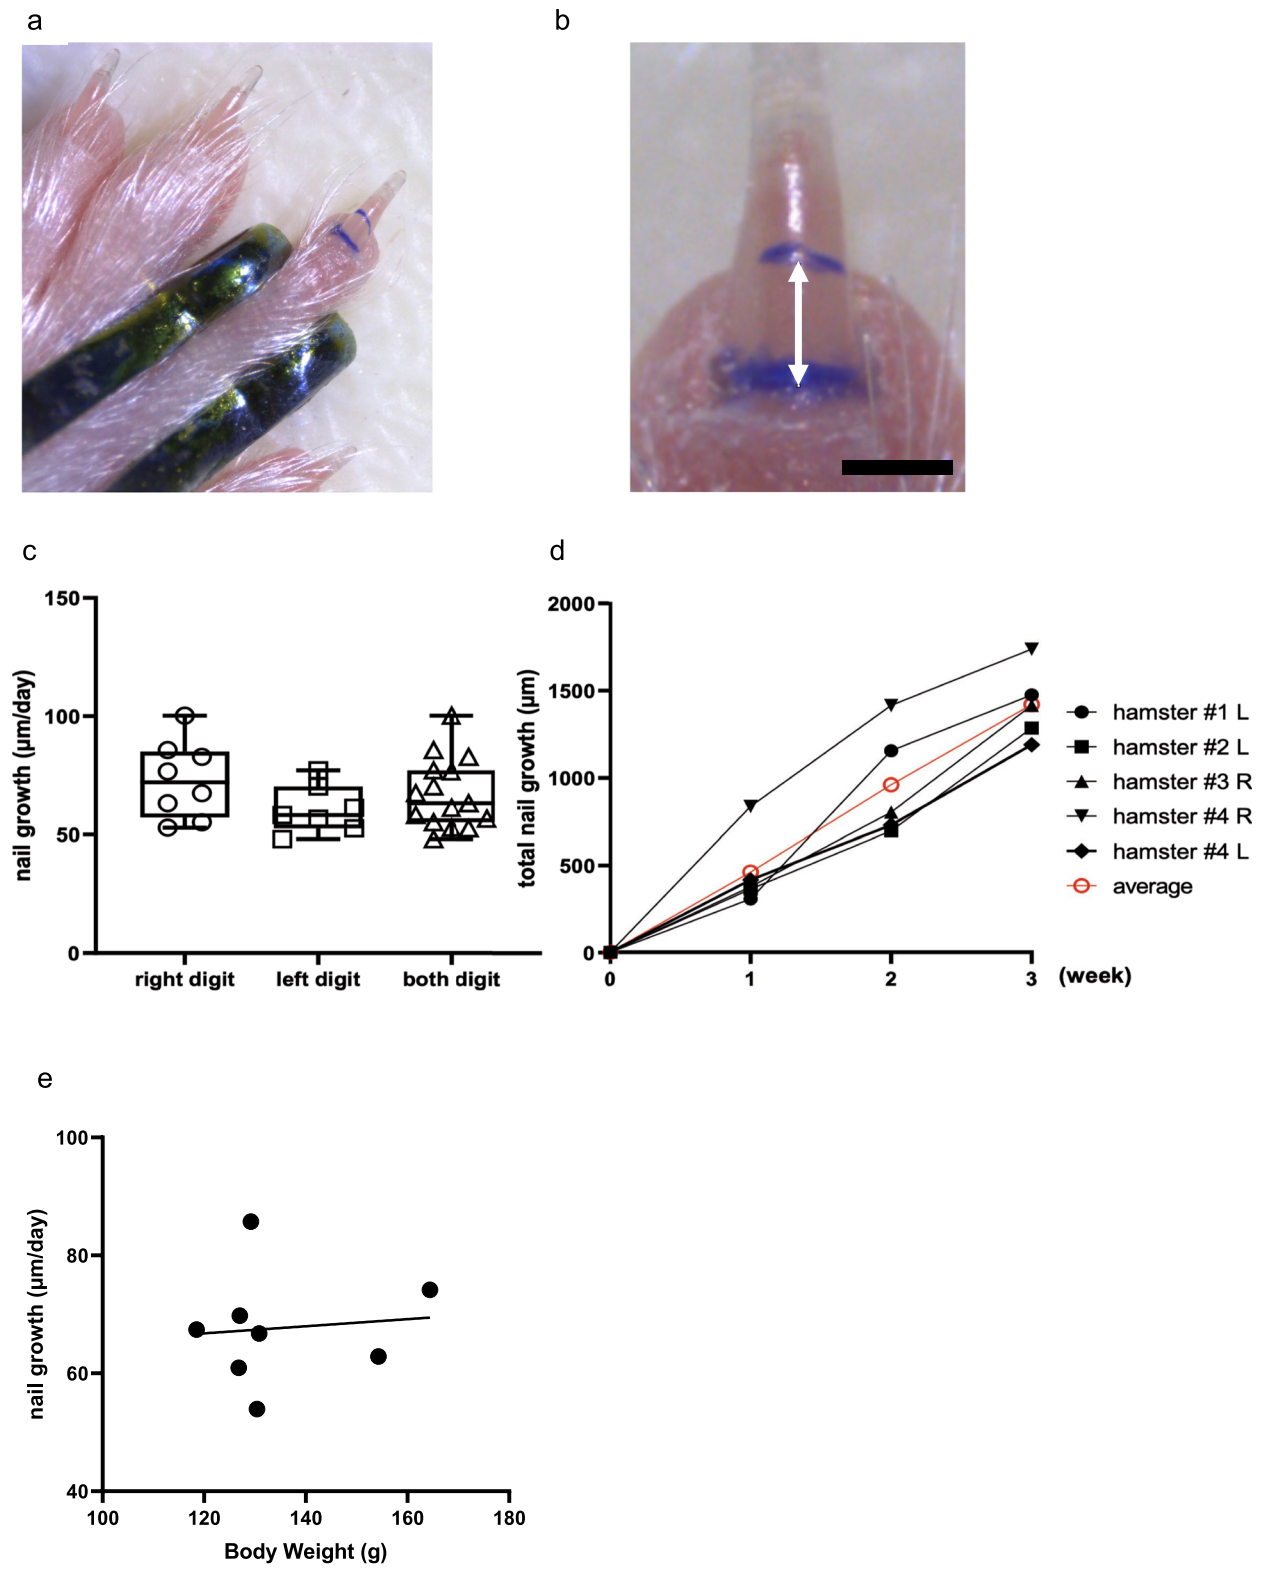 a
b
c
d
150
100
50
0
nail growth (µm/day)
right digit
left digit
both digit
2000
1500
1000
500
0
total nail growth (µm)
0
1
2
3
(week)
hamster #1 L
hamster #2 L
hamster #3 R
hamster #4 R
hamster #4 L
average
e
100
80
60
40
nail growth (µm/day)
100
120
140
160
180
Body Weight (g)